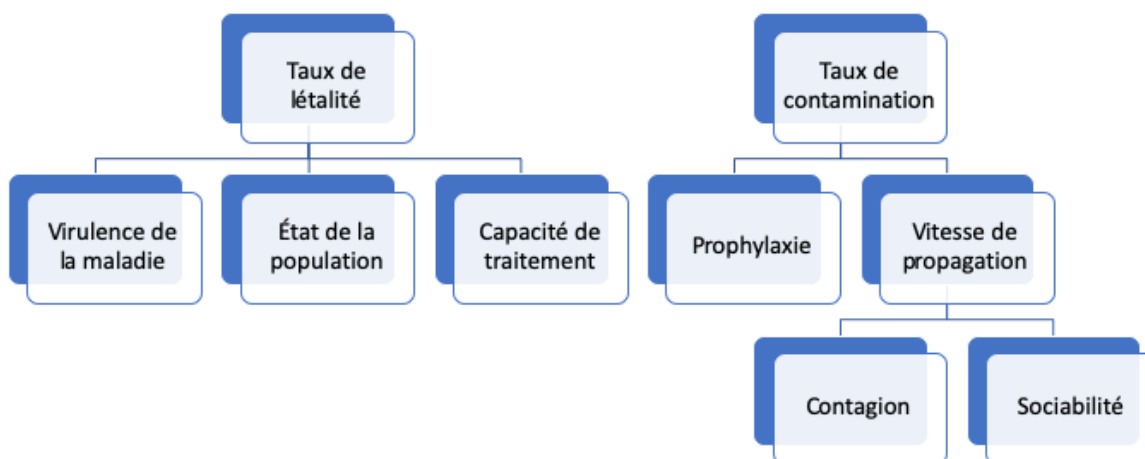 Taux de
létalité
Taux de
contamination
Virulence de
la maladie
État de la
population
Capacité de
traitement
Prophylaxie
Vitesse de
propagation
Contagion
Sociabilité